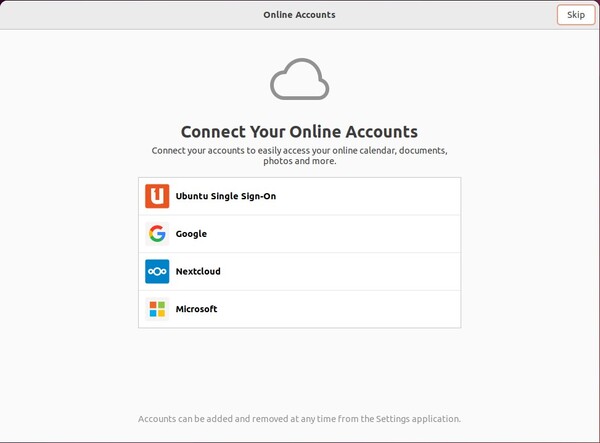 Online Accounts
Skip
Connect Your Online Accounts
Connect your accounts to easily access your online calendar, documents,
photos and more.
Ubuntu Single Sign-On
Google
Nextcloud
Microsoft
Accounts can be added and removed at any time from the Settings application.